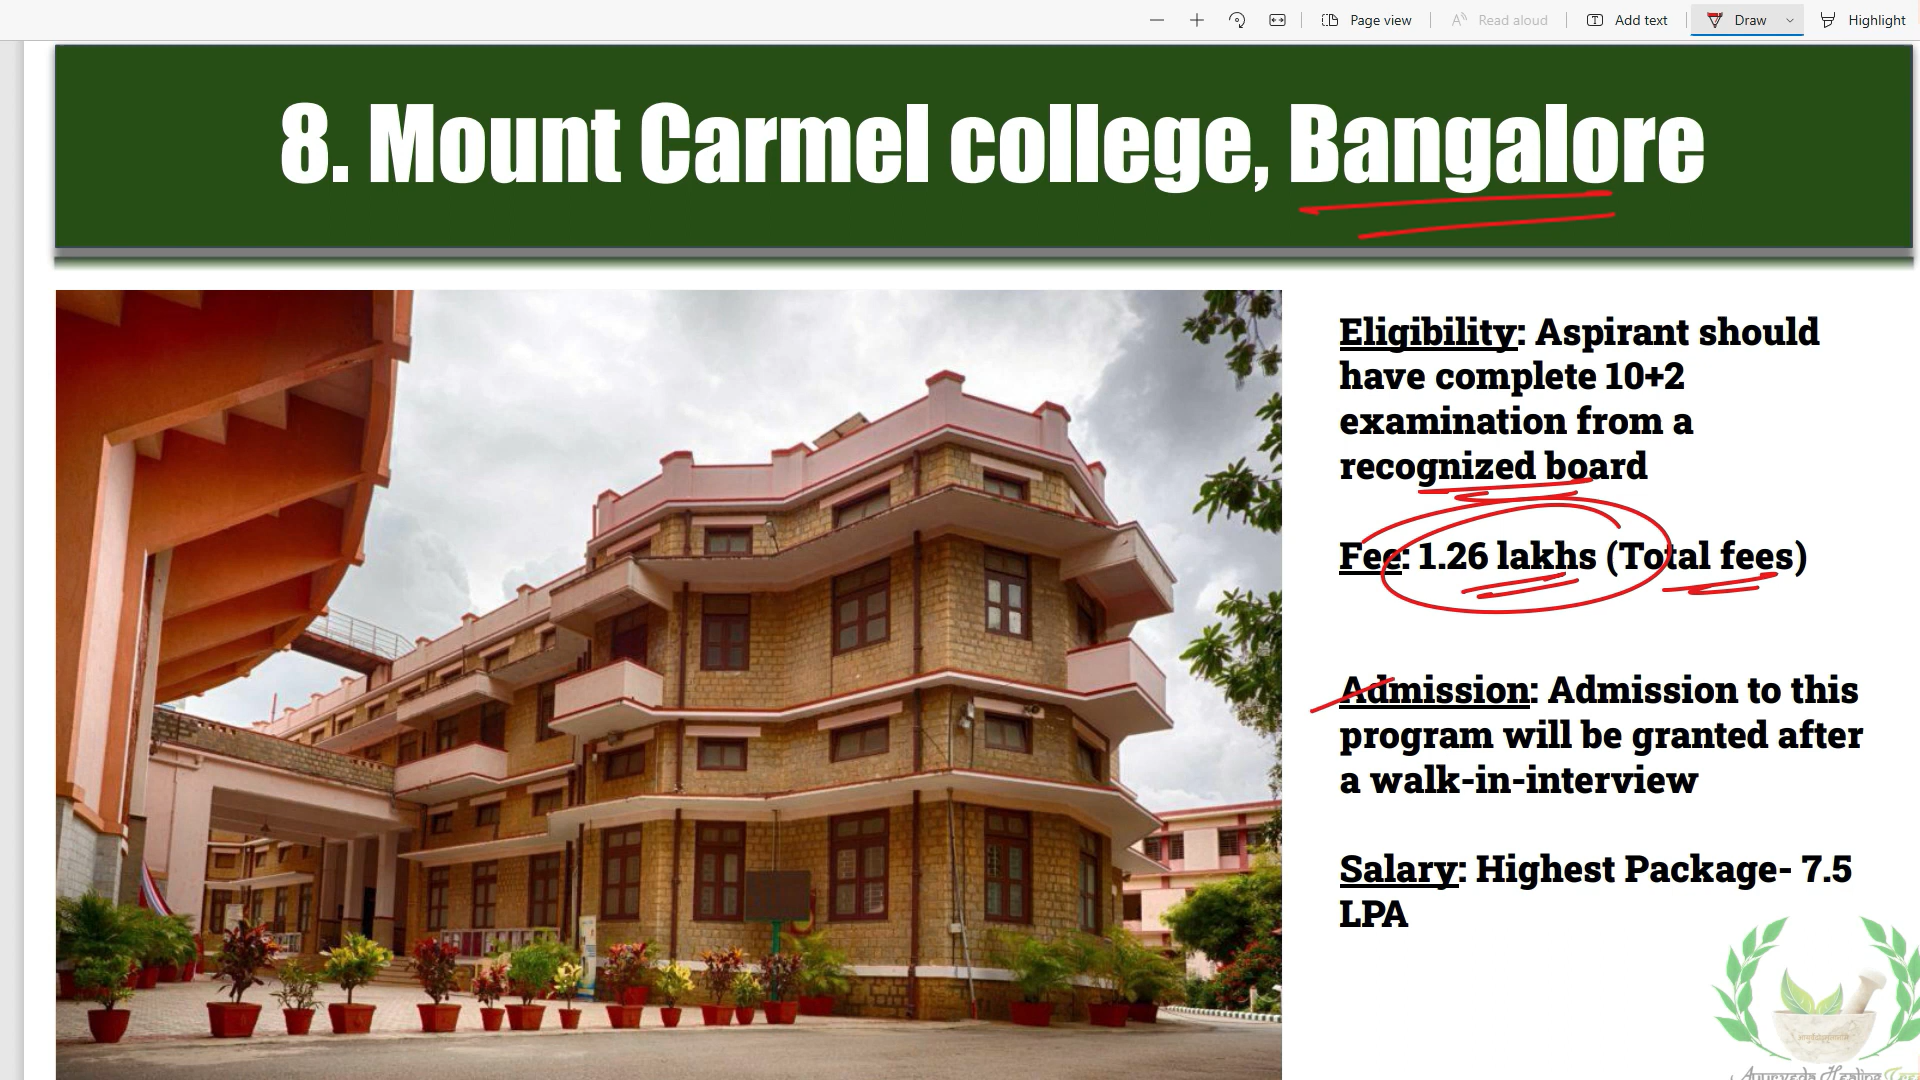 Page view
Read aloud
Add text
Draw
Highlight
8. Mount Carmel college, Bangalore
Eligibility: Aspirant should
have complete 10+2
examination from a
recognized board
Fee: 1.26 lakhs (Total fees)
Admission: Admission to this
program will be granted after
a walk-in-interview
Salary: Highest Package- 7.5
LPA
Ayurveda Healing